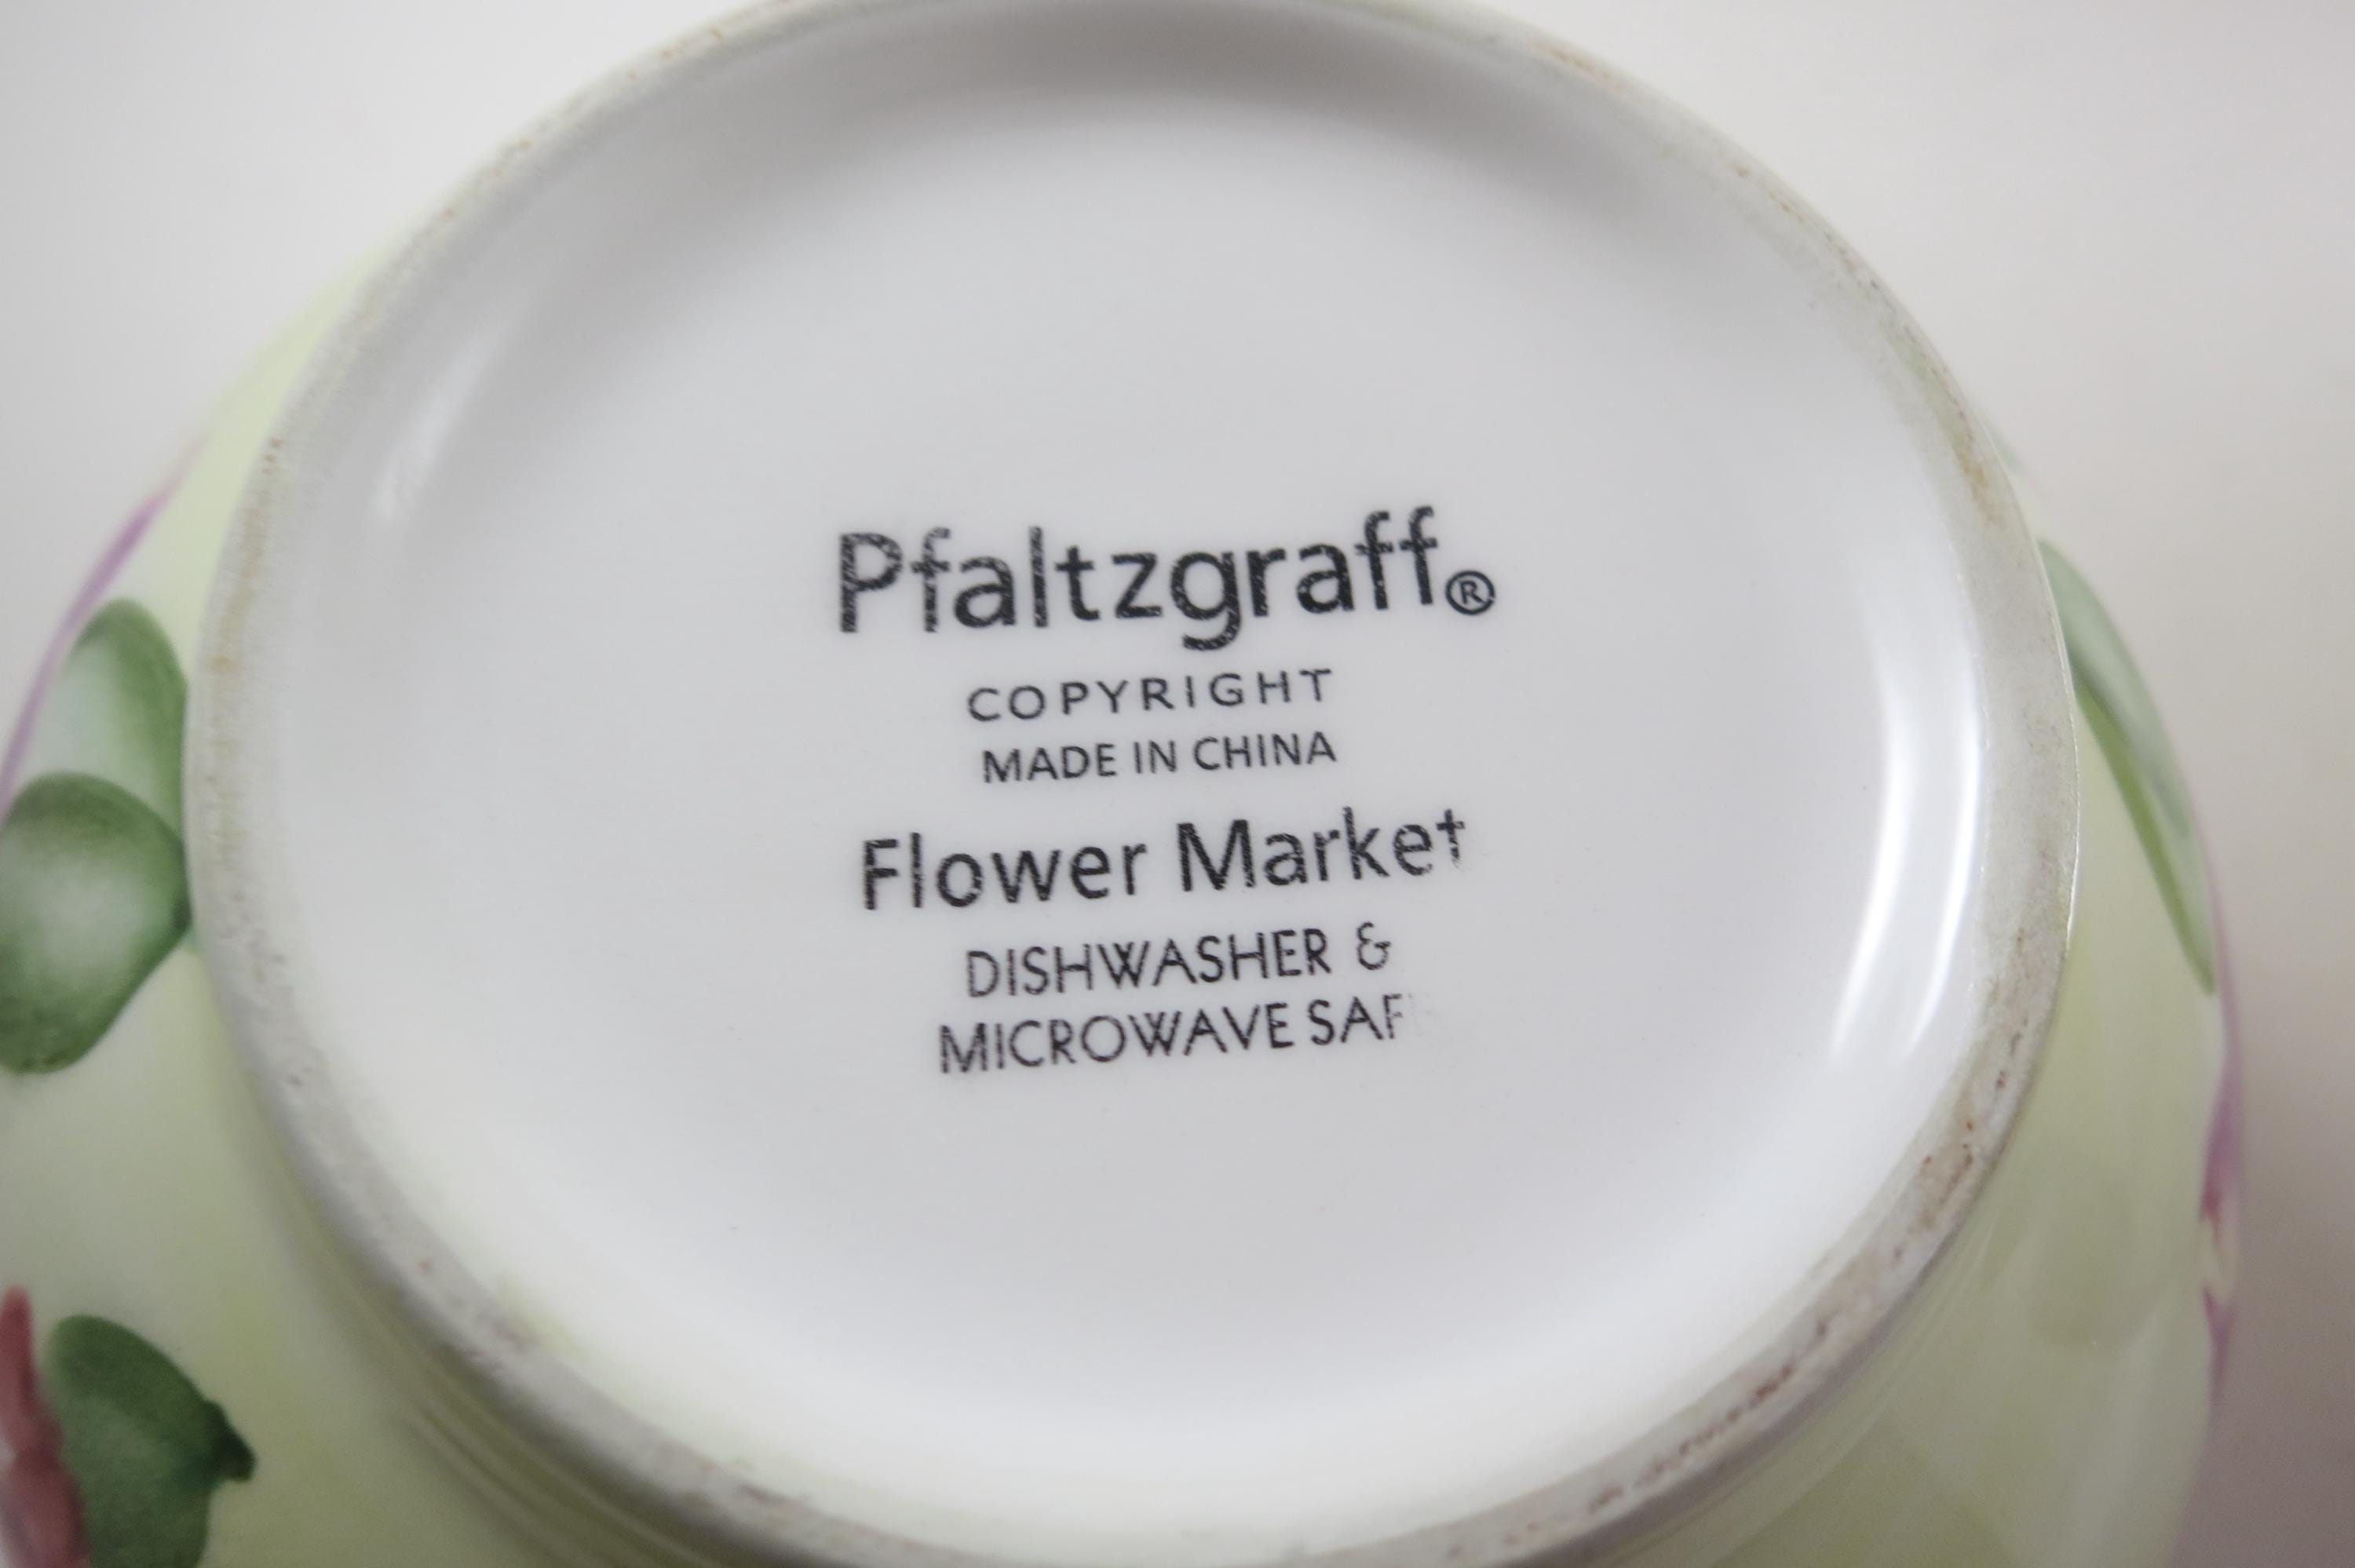 Pfaltzgraff®
COPYRIGHT
MADE IN CHINA
Flower Market
DISHWASHER &
MICROWAVE SAF